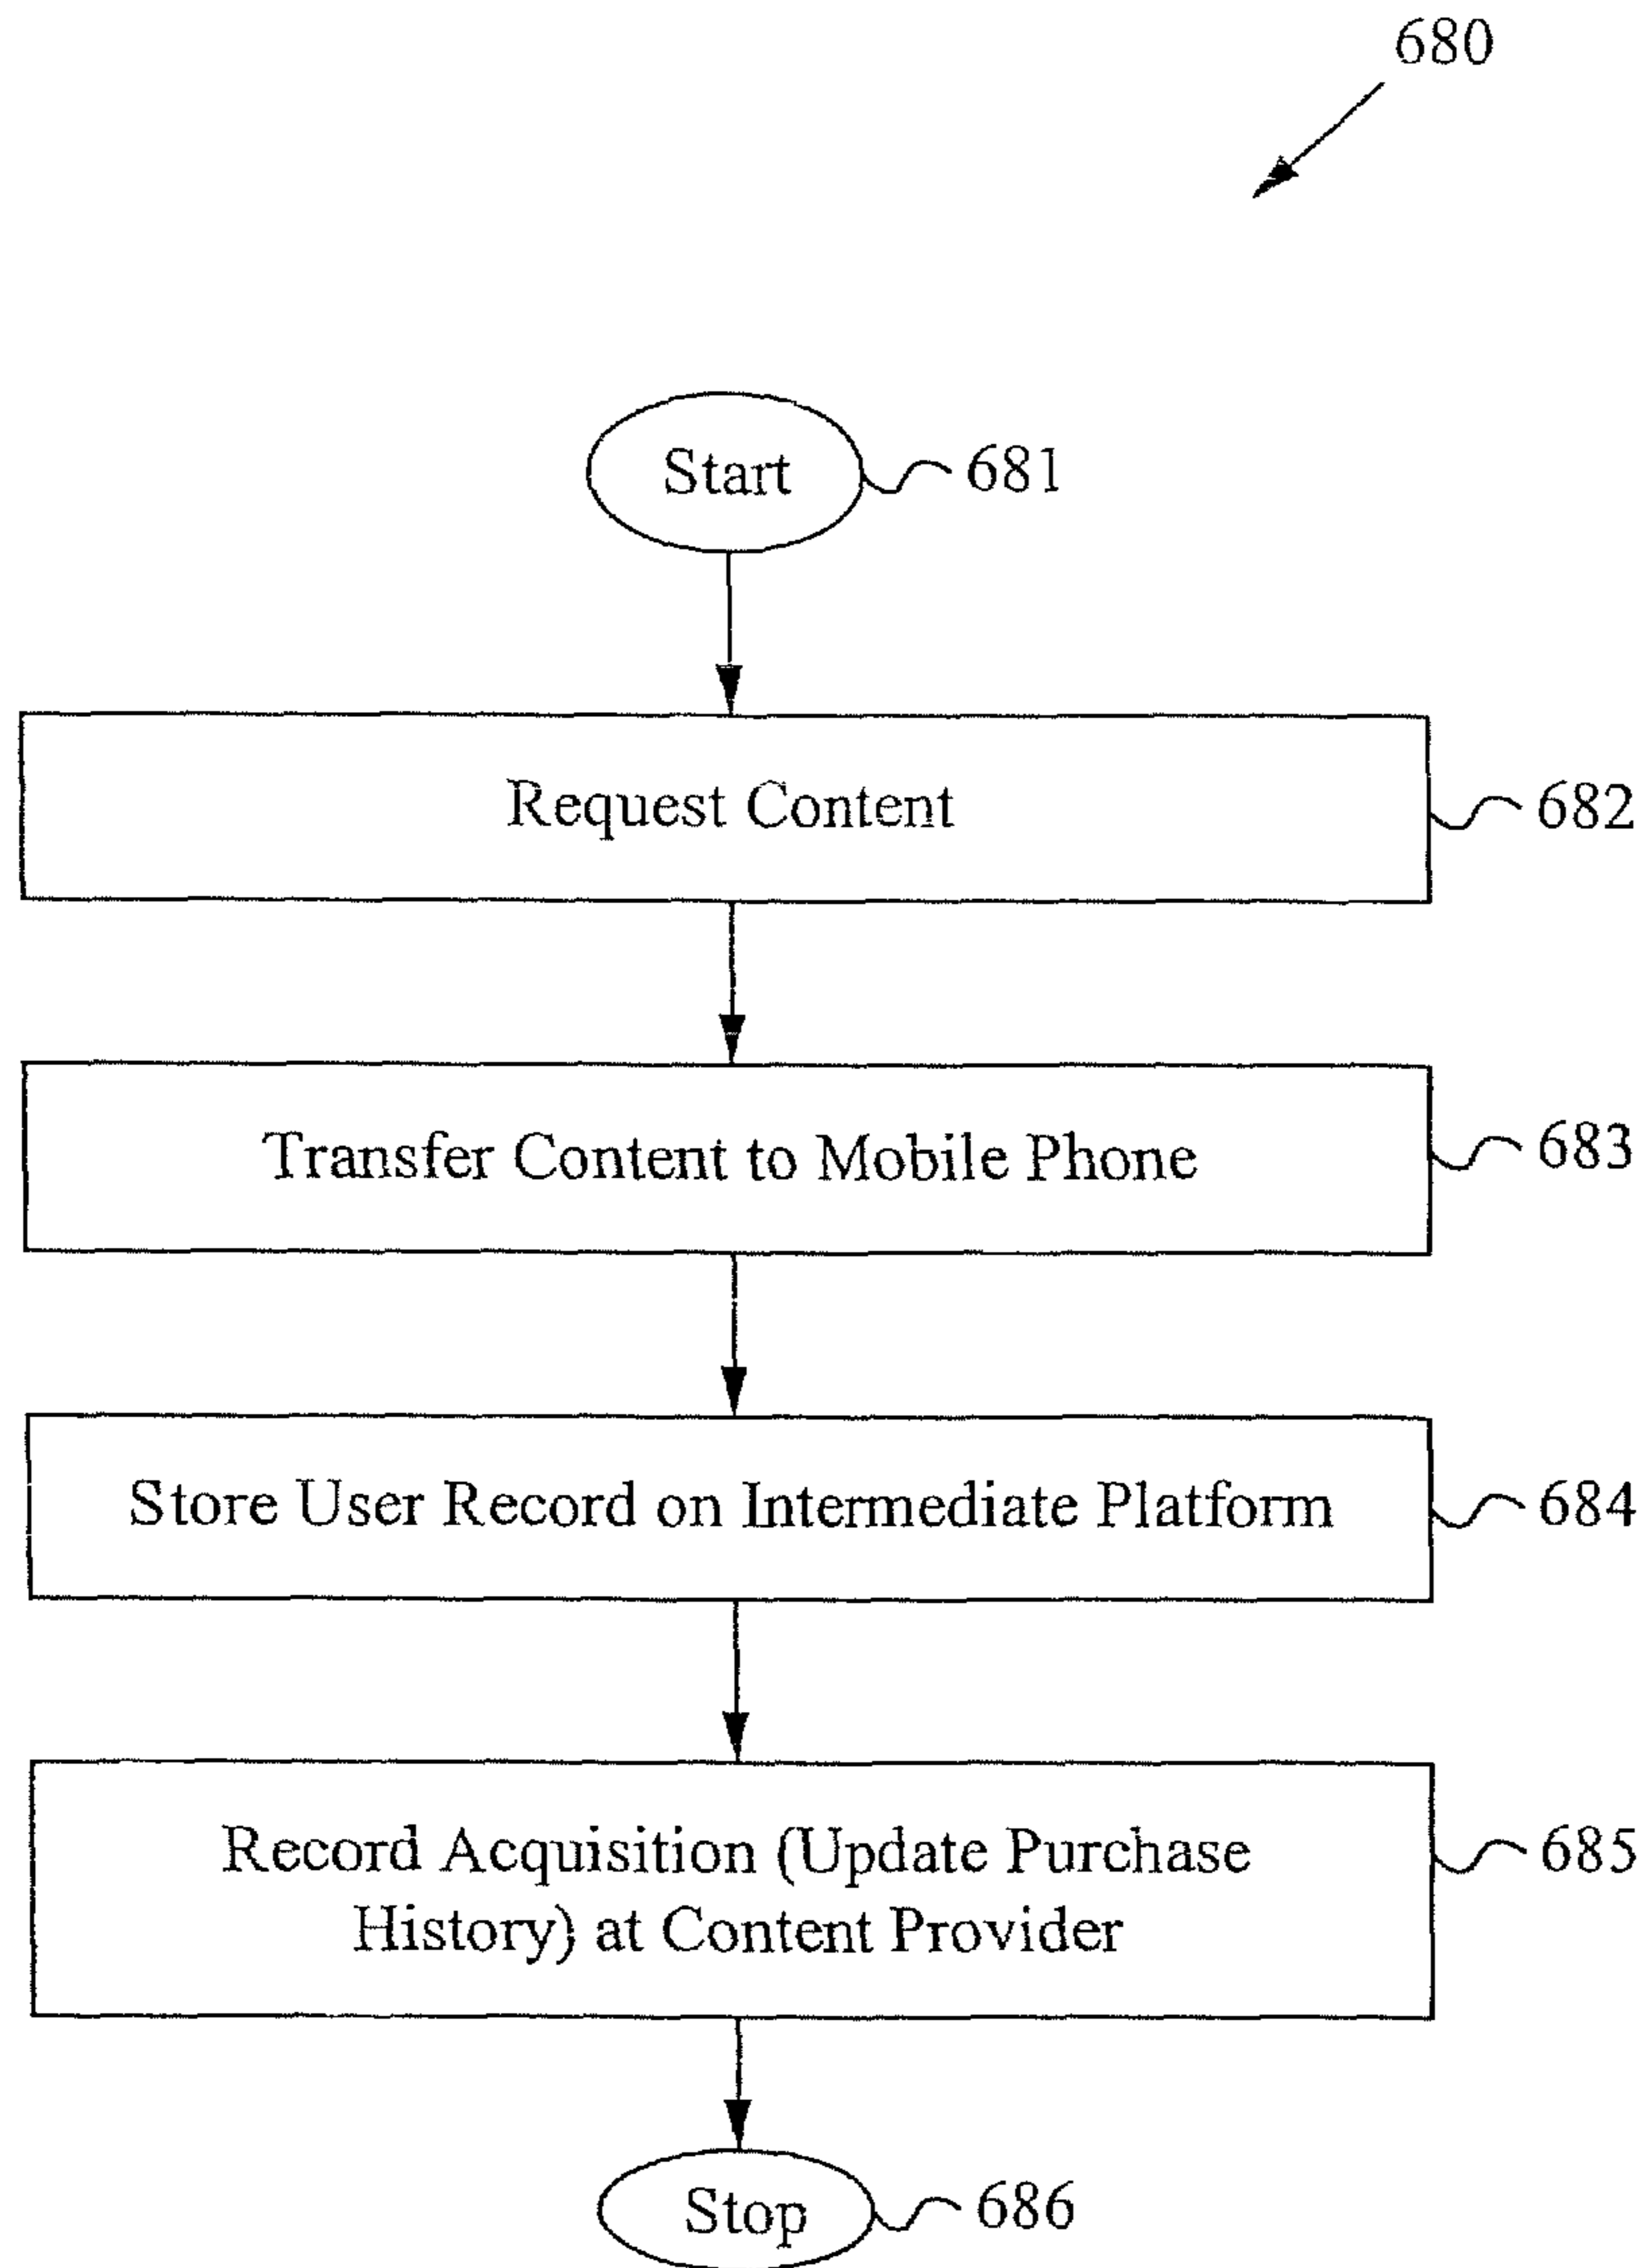 680
Start
681
Request Content
682
Transfer Content to Mobile Phone
683
Store User Record on Intermediate Platform
684
Record Acquisition (Update Purchase
History) at Content Provider
685
Stop
686